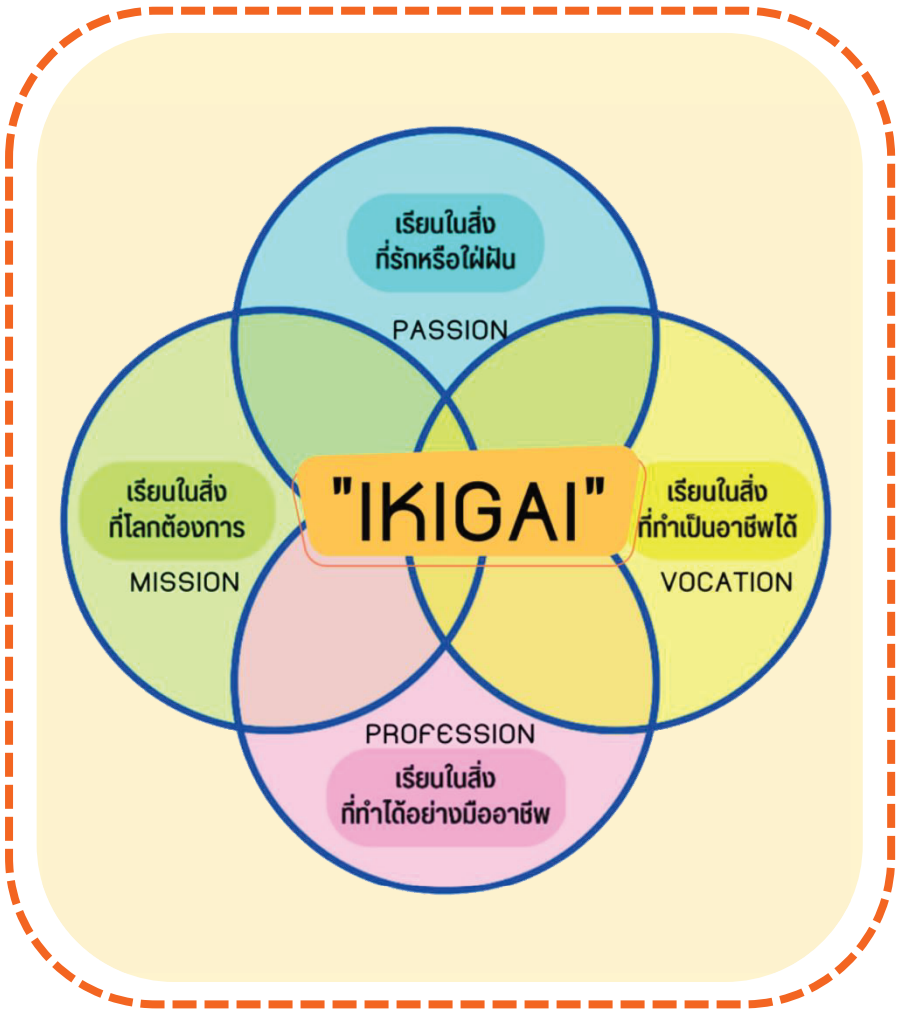 เรียนในสิ่ง
ที่รักหรือใฝ่ฝัน
PASSION
"IKIGAI"
เรียนในสิ่ง
ที่โลกต้องการ
MISSION
เรียนในสิ่ง
ที่ทำเป็นอาชีพได้
VOCATION
PROFESSION
เรียนในสิ่ง
ที่ทำได้อย่างมืออาชีพ